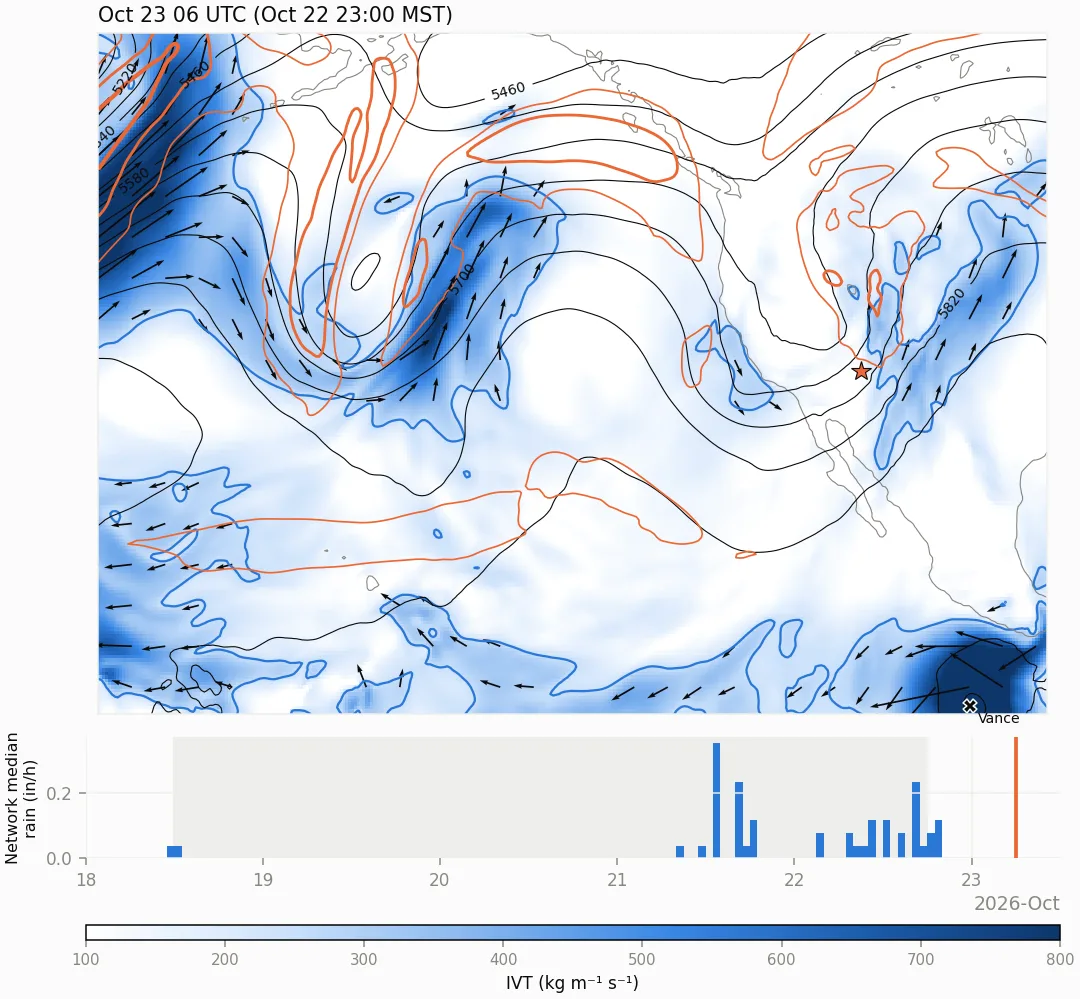 Oct 23 06 UTC (Oct 22 23:00 MST)
5220
5460
5460
5580
5700
5820
Vance
Network median
rain (in/h)
0.2
0.0
18 19 20 21 22 23
2026-Oct
100 200 300 400 500 600 700 800
IVT (kg m⁻¹ s⁻¹)